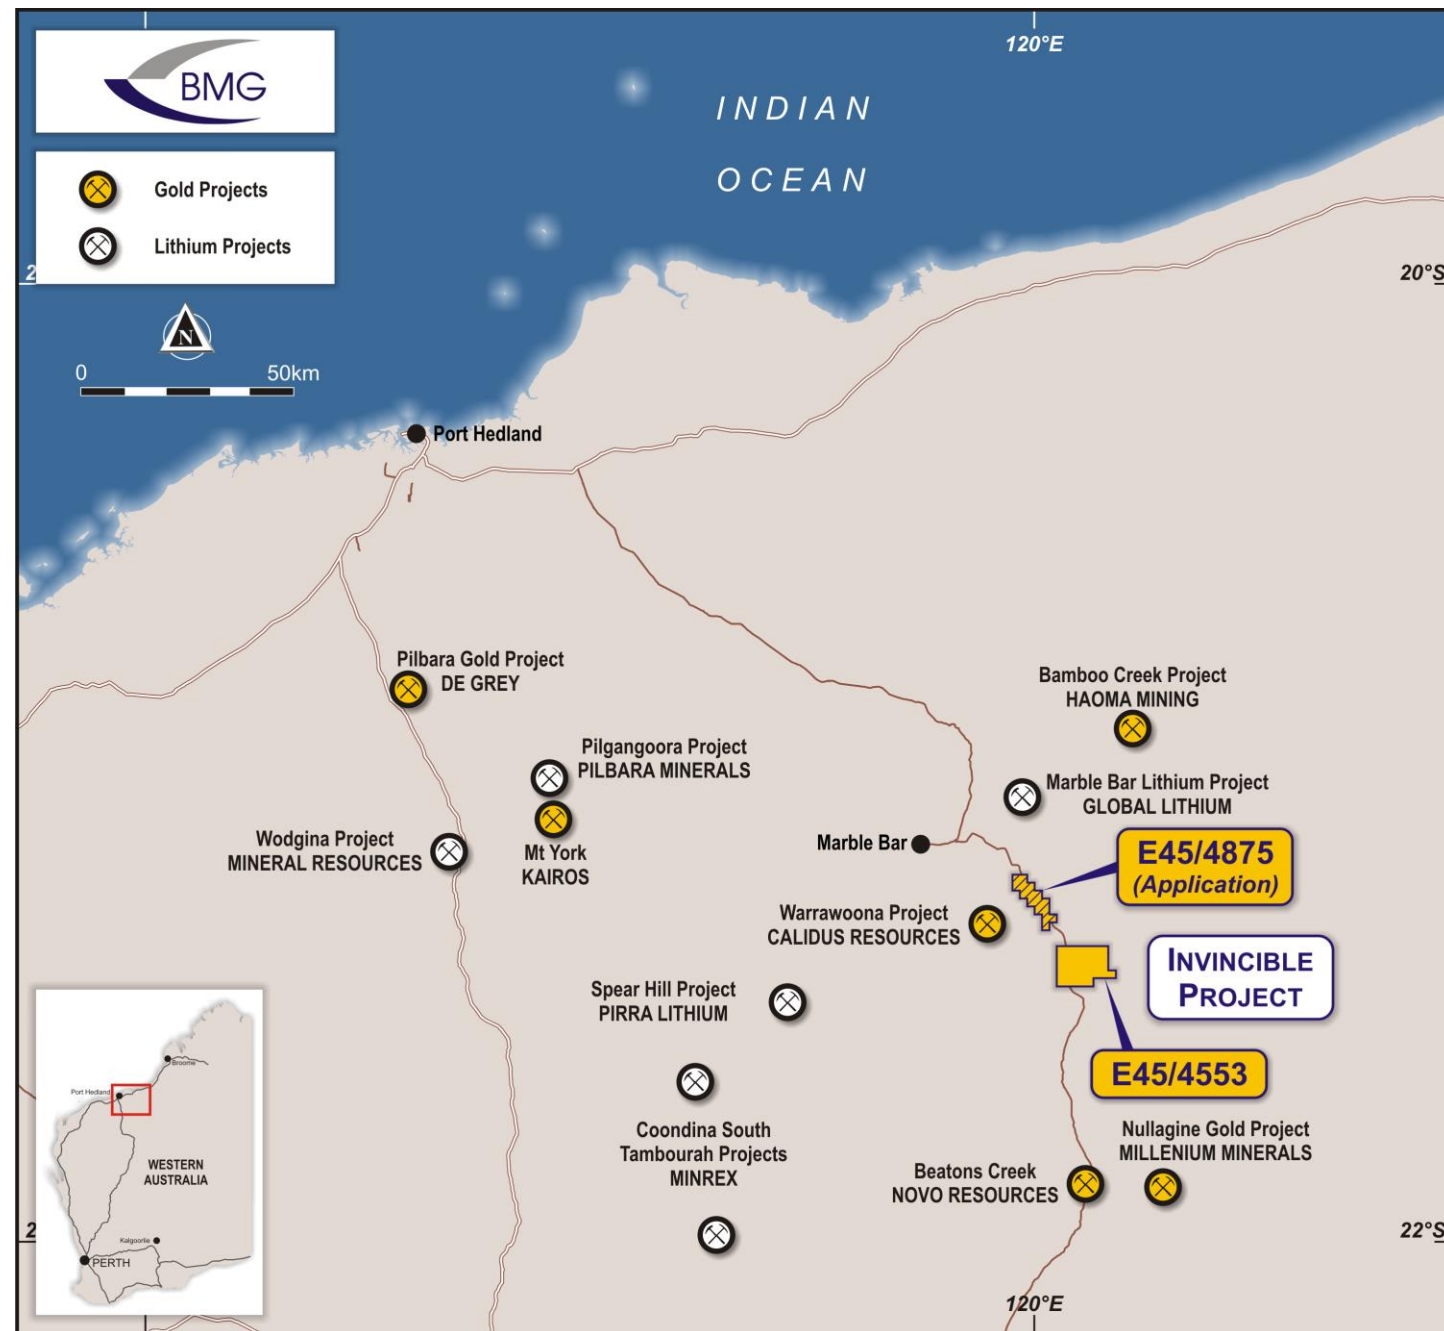 BMG
120°E
INDIAN
OCEAN
Gold Projects
Lithium Projects
2
20°S
N
0 50km
Port Hedland
Pilbara Gold Project
DE GREY
Bamboo Creek Project
HAOMA MINING
Pilgangoora Project
PILBARA MINERALS
Marble Bar Lithium Project
GLOBAL LITHIUM
Wodgina Project
MINERAL RESOURCES
Mt York
KAIROS
Marble Bar
E45/4875
(Application)
Warrawoona Project
CALIDUS RESOURCES
INVINCIBLE
PROJECT
Spear Hill Project
PIRRA LITHIUM
E45/4553
Coondina South
Tambourah Projects
MINREX
Nullagine Gold Project
MILLENIUM MINERALS
Beatons Creek
NOVO RESOURCES
2
22°S
120°E
Broome
Port Hedland
WESTERN
AUSTRALIA
Kalgoorlie
PERTH